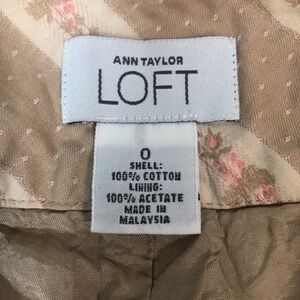 ANN TAYLOR
LOFT
0
SHELL:
100% COTTON
LINING:
100% ACETATE
MADE IN
MALAYSIA